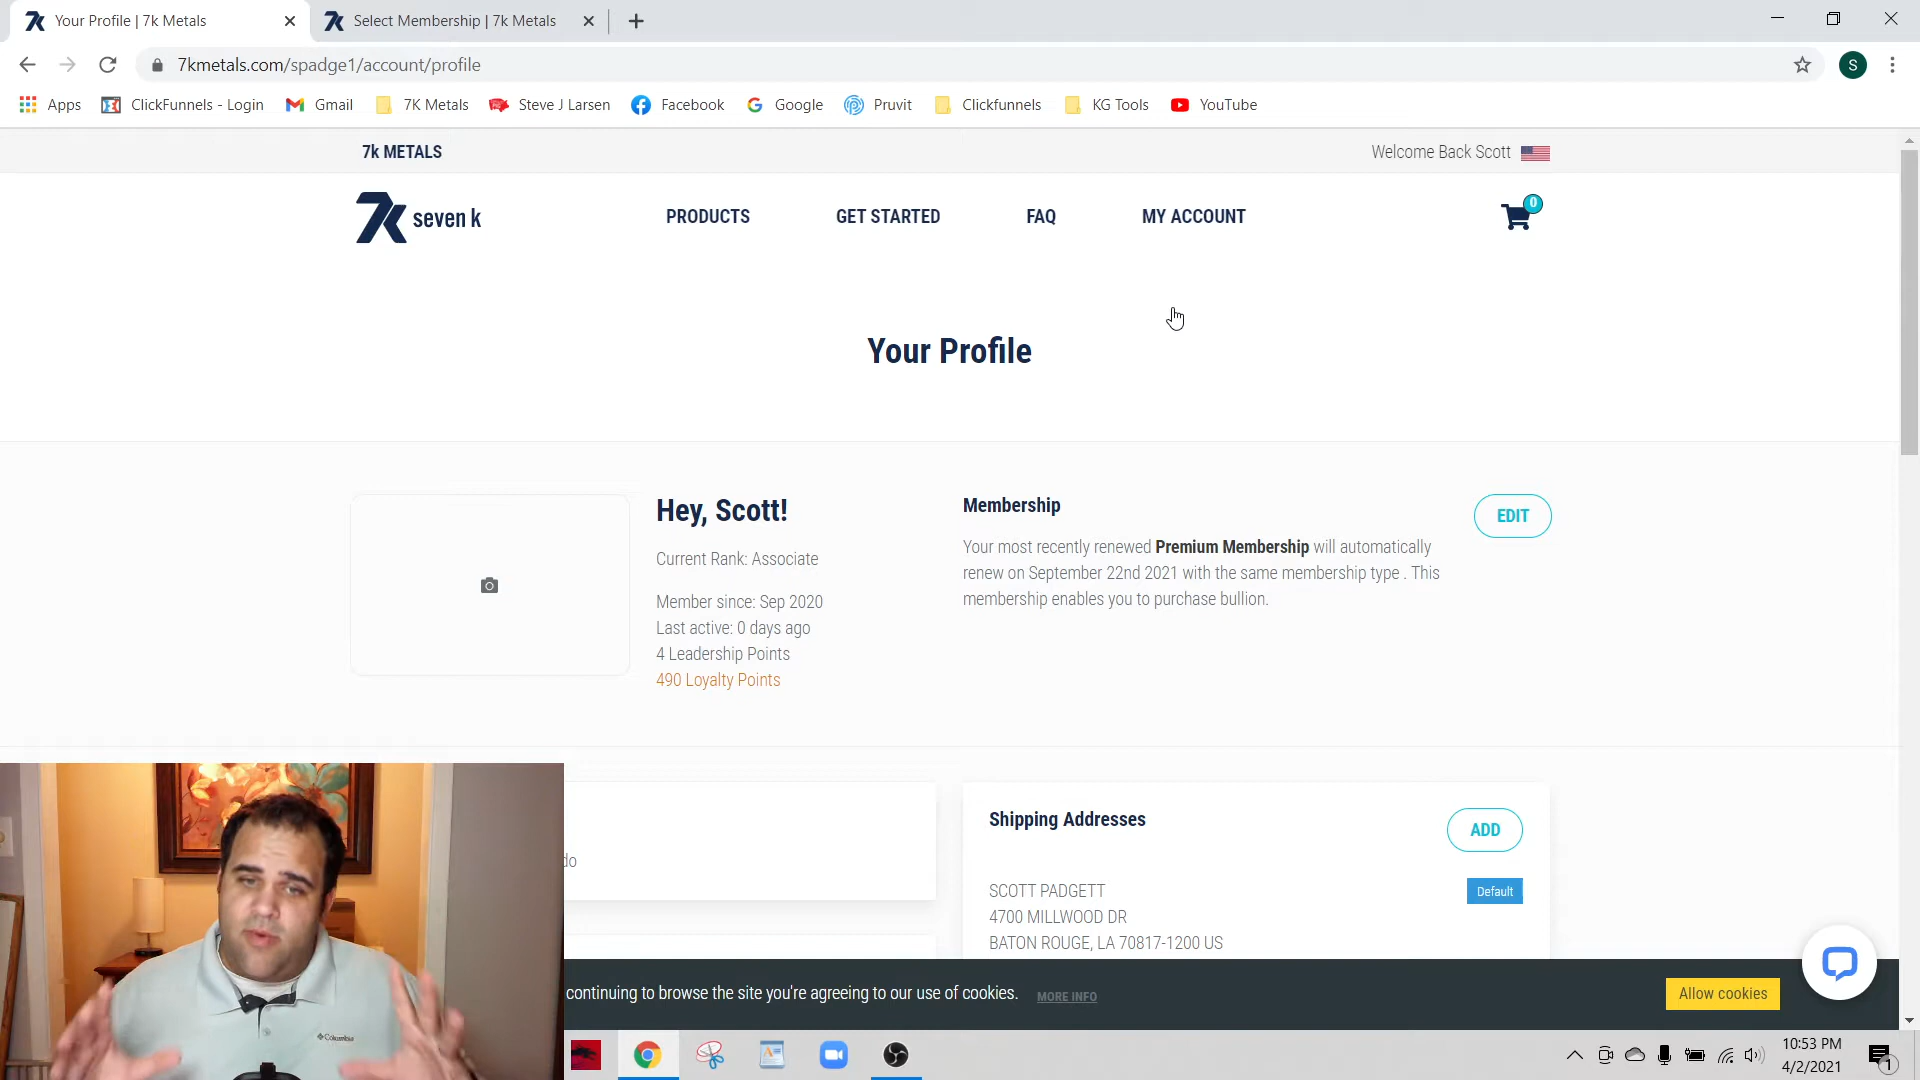 Your Profile | 7k Metals
Select Membership | 7k Metals
7kmetals.com/spadge1/account/profile
S
Apps
ClickFunnels - Login
Gmail
7K Metals
Steve J Larsen
Facebook
Google
Pruvit
Clickfunnels
KG Tools
YouTube
7k METALS
Welcome Back Scott
7k seven k
PRODUCTS
GET STARTED
FAQ
MY ACCOUNT
0
Your Profile
Hey, Scott!
Current Rank: Associate
Member since: Sep 2020
Last active: 0 days ago
4 Leadership Points
490 Loyalty Points
Membership
EDIT
Your most recently renewed Premium Membership will automatically
renew on September 22nd 2021 with the same membership type . This
membership enables you to purchase bullion.
do
Shipping Addresses
ADD
SCOTT PADGETT
Default
4700 MILLWOOD DR
BATON ROUGE, LA 70817-1200 US
continuing to browse the site you're agreeing to our use of cookies.
MORE INFO
Allow cookies
Columbia
10:53 PM
4/2/2021
1